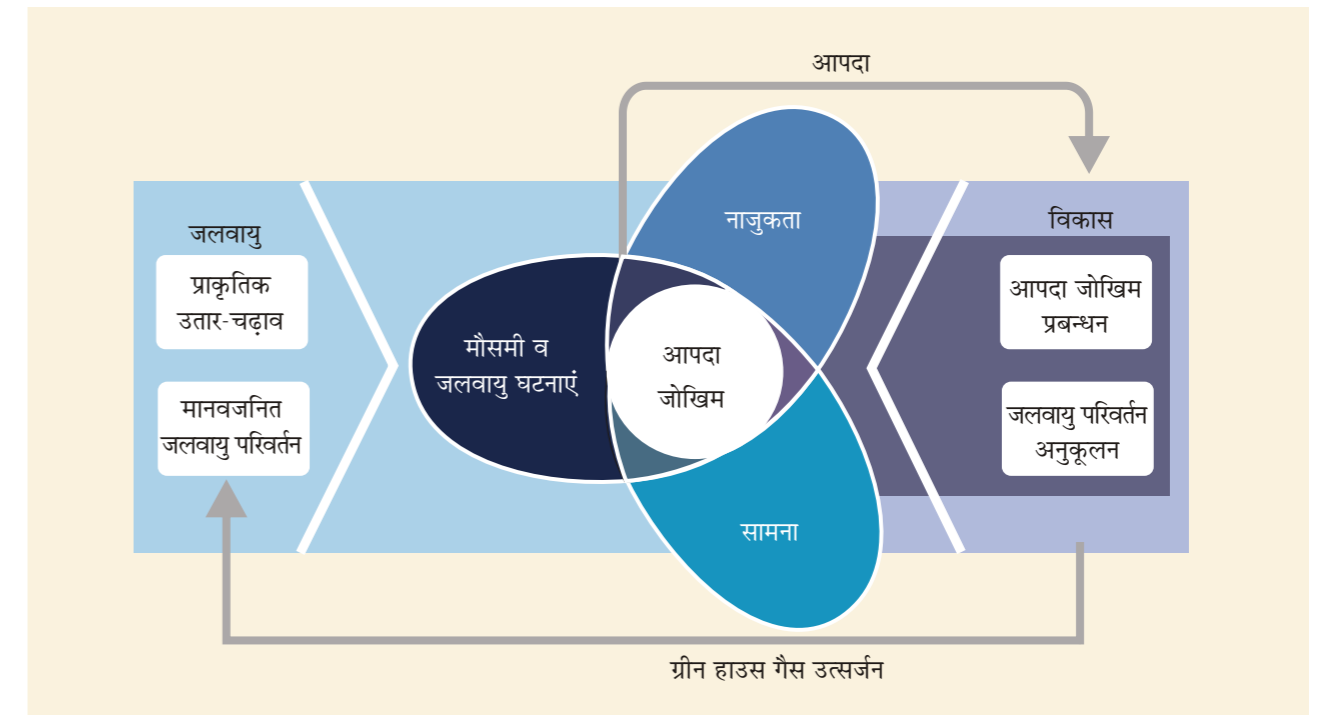 आपदा
जलवायु
प्राकृतिक
उतार-चढ़ाव
मानवजनित
जलवायु परिवर्तन
मौसमी व
जलवायु घटनाएं
नाजुकता
आपदा
जोखिम
सामना
विकास
आपदा जोखिम
प्रबन्धन
जलवायु परिवर्तन
अनुकूलन
ग्रीन हाउस गैस उत्सर्जन